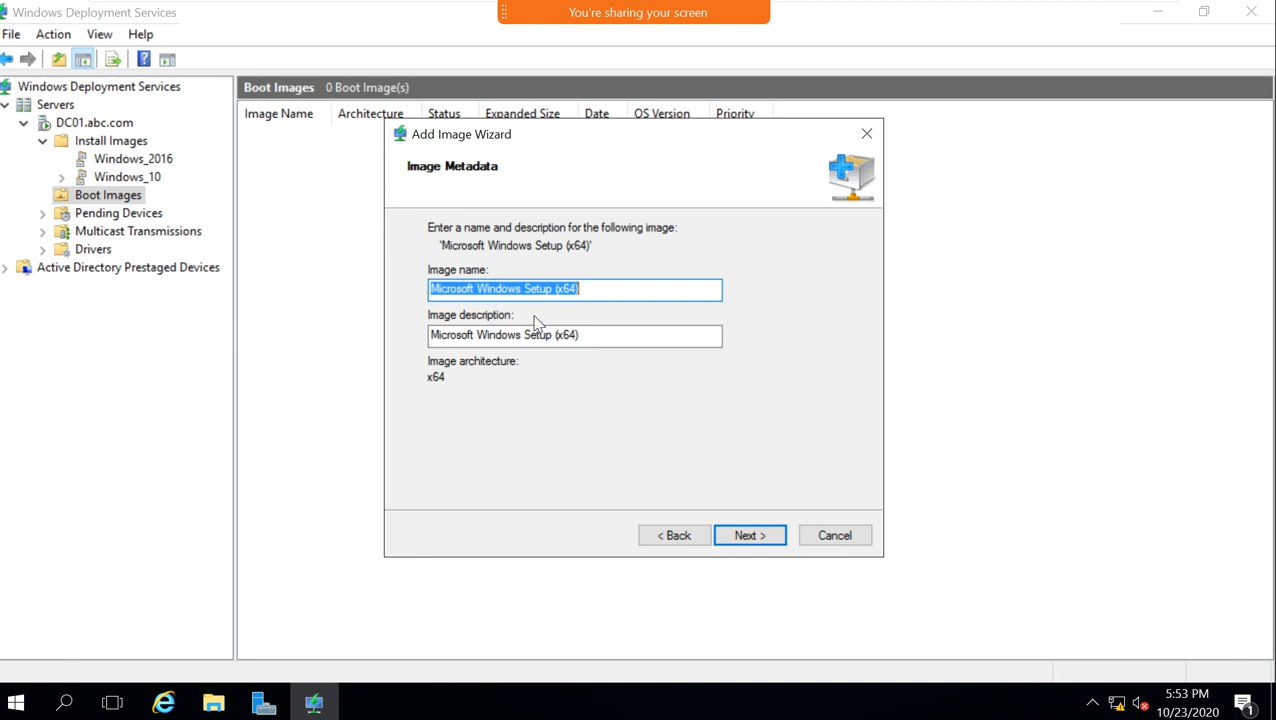 Windows Deployment Services
You're sharing your screen
File Action View Help
Windows Deployment Services
Servers
DC01.abc.com
Install Images
Windows_2016
Windows_10
Boot Images
Pending Devices
Multicast Transmissions
Drivers
Active Directory Prestaged Devices
Boot Images 0 Boot Image(s)
Image Name Architecture Status Expanded Size Date OS Version Priority
Add Image Wizard
Image Metadata
Enter a name and description for the following image:
'Microsoft Windows Setup (x64)'
Image name:
Microsoft Windows Setup (x64)
Image description:
Microsoft Windows Setup (x64)
Image architecture:
x64
< Back Next > Cancel
5:53 PM
10/23/2020
1